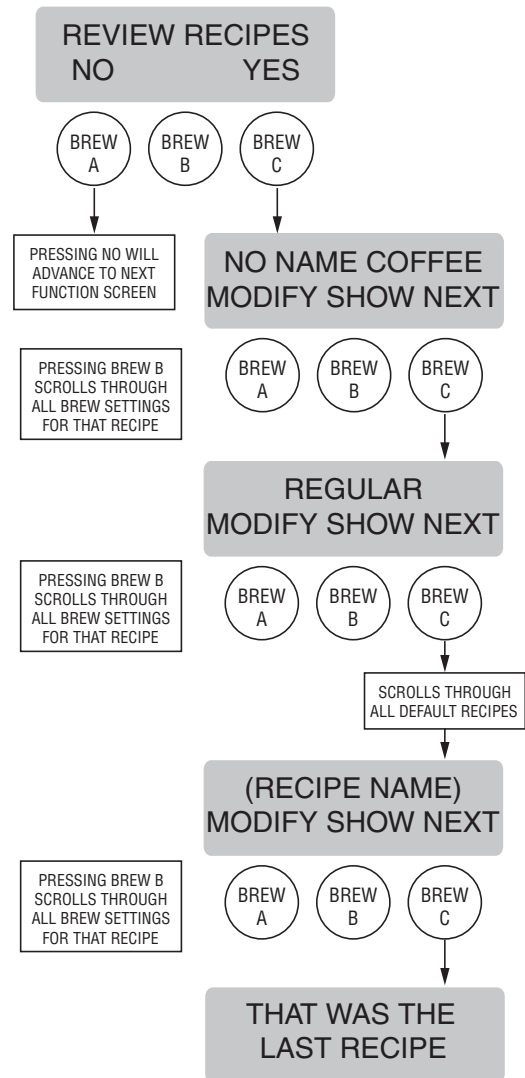 REVIEW RECIPES
NO YES
BREW
A
BREW
B
BREW
C
PRESSING NO WILL
ADVANCE TO NEXT
FUNCTION SCREEN
NO NAME COFFEE
MODIFY SHOW NEXT
PRESSING BREW B
SCROLLS THROUGH
ALL BREW SETTINGS
FOR THAT RECIPE
BREW
A
BREW
B
BREW
C
REGULAR
MODIFY SHOW NEXT
PRESSING BREW B
SCROLLS THROUGH
ALL BREW SETTINGS
FOR THAT RECIPE
BREW
A
BREW
B
BREW
C
SCROLLS THROUGH
ALL DEFAULT RECIPES
(RECIPE NAME)
MODIFY SHOW NEXT
PRESSING BREW B
SCROLLS THROUGH
ALL BREW SETTINGS
FOR THAT RECIPE
BREW
A
BREW
B
BREW
C
THAT WAS THE
LAST RECIPE